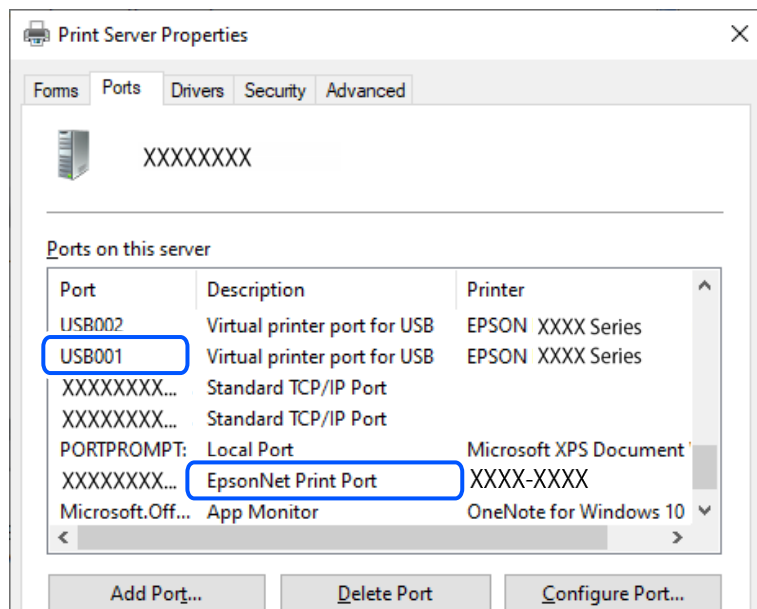 Print Server Properties
Forms Ports Drivers Security Advanced
XXXXXXXX
Ports on this server
Port Description Printer
USB002 Virtual printer port for USB EPSON XXXX Series
USB001 Virtual printer port for USB EPSON XXXX Series
XXXXXXXX... Standard TCP/IP Port
XXXXXXXX... Standard TCP/IP Port
PORTPROMPT: Local Port Microsoft XPS Document
XXXXXXXX... EpsonNet Print Port XXXX-XXXX
Microsoft.Off... App Monitor OneNote for Windows 10
Add Port... Delete Port Configure Port...